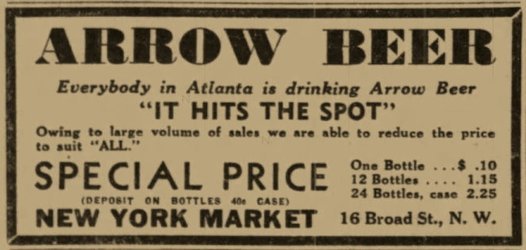 ARROW BEER
Everybody in Atlanta is drinking Arrow Beer
"IT HITS THE SPOT"
Owing to large volume of sales we are able to reduce the price
to suit "ALL."
SPECIAL PRICE
(DEPOSIT ON BOTTLES 40c CASE)
One Bottle ...$ .10
12 Bottles .... 1.15
24 Bottles, case 2.25
NEW YORK MARKET 16 Broad St., N. W.